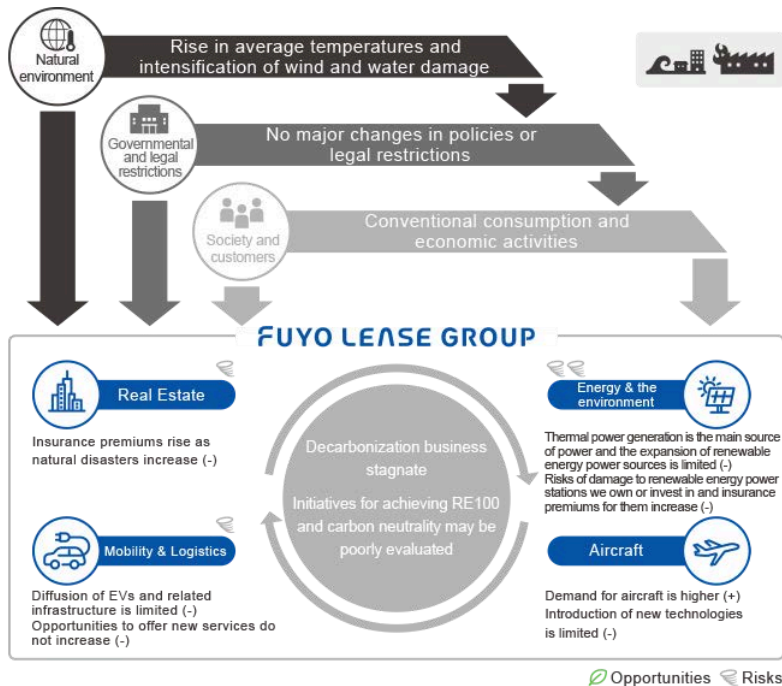 Natural
environment
Rise in average temperatures and
intensification of wind and water damage
Governmental
and legal
restrictions
No major changes in policies or
legal restrictions
Society and
customers
Conventional consumption and
economic activities
FUYO LEASE GROUP
Real Estate
Insurance premiums rise as
natural disasters increase (-)
Energy & the
environment
Thermal power generation is the main source
of power and the expansion of renewable
energy power sources is limited (-)
Risks of damage to renewable energy power
stations we own or invest in and insurance
premiums for them increase (-)
Decarbonization business
stagnate
Initiatives for achieving RE100
and carbon neutrality may be
poorly evaluated
Mobility & Logistics
Diffusion of EVs and related
infrastructure is limited (-)
Opportunities to offer new services do
not increase (-)
Aircraft
Demand for aircraft is higher (+)
Introduction of new technologies
is limited (-)
Opportunities Risks